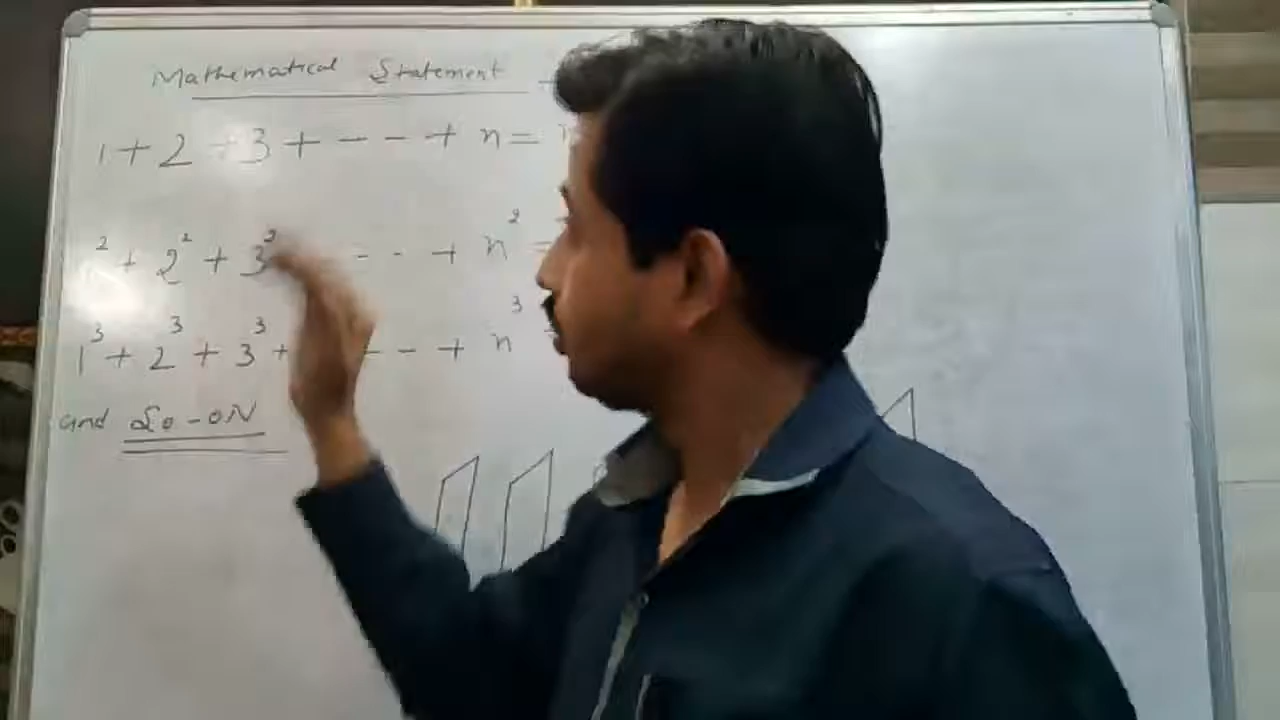 Mathematical Statement
1 + 2 + 3 + - - - + n =
1² + 2² + 3² - - - + n² =
1³ + 2³ + 3³ + - - - + n³
and So-ON